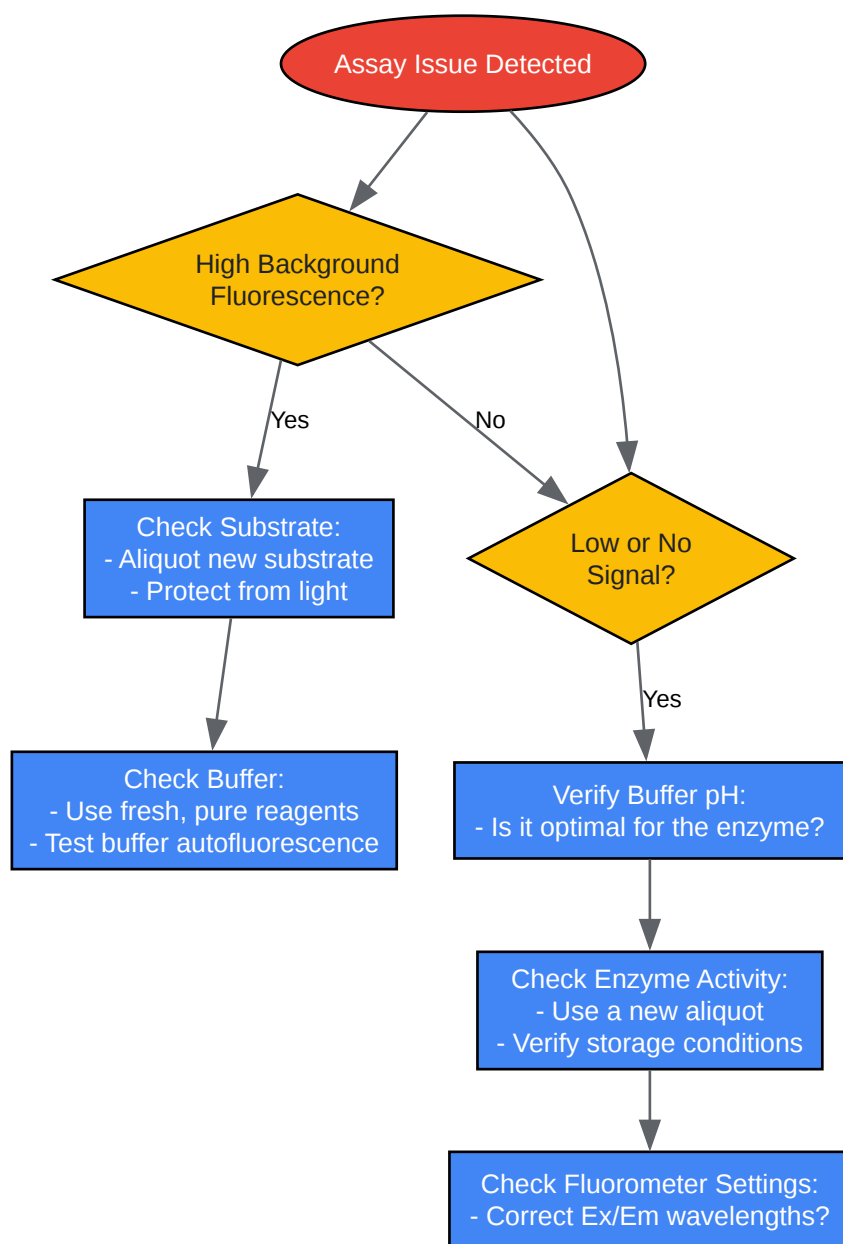 Assay Issue Detected
High Background
Fluorescence?
Yes
No
Check Substrate:
- Aliquot new substrate
- Protect from light
Low or No
Signal?
Yes
Check Buffer:
- Use fresh, pure reagents
- Test buffer autofluorescence
Verify Buffer pH:
- Is it optimal for the enzyme?
Check Enzyme Activity:
- Use a new aliquot
- Verify storage conditions
Check Fluorometer Settings:
- Correct Ex/Em wavelengths?